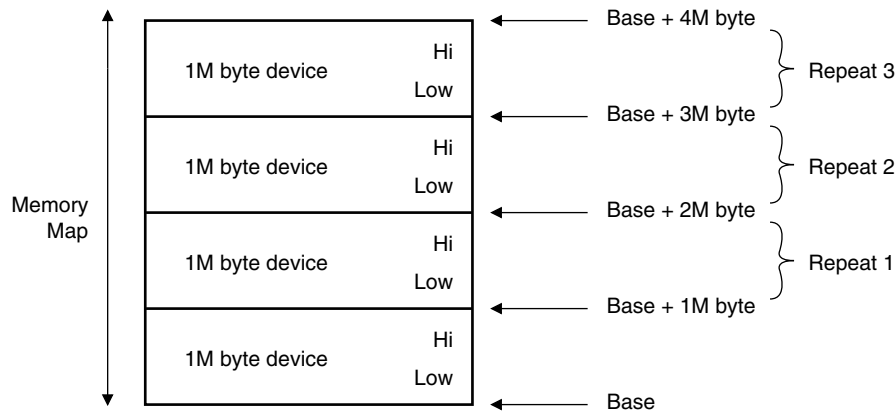 Base + 4M byte
Hi
1M byte device
Low
Repeat 3
Base + 3M byte
Hi
1M byte device
Low
Repeat 2
Memory
Map
Base + 2M byte
Hi
1M byte device
Low
Repeat 1
Base + 1M byte
Hi
1M byte device
Low
Base